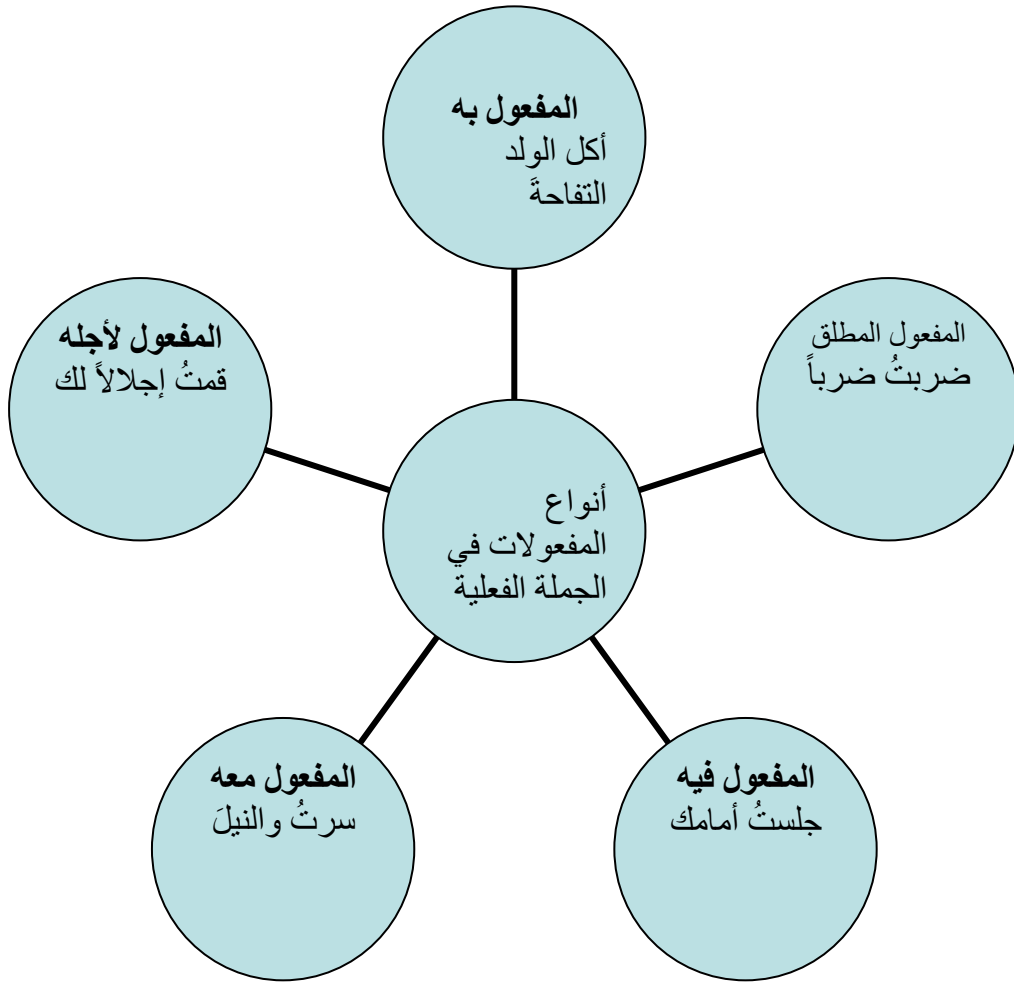 المفعول به
أكل الولد
التفاحةَ
المفعول المطلق
ضربتُ ضرباً
المفعول لأجله
قمتُ إجلالاً لك
أنواع
المفعولات في
الجملة الفعلية
المفعول فيه
جلستُ أمامك
المفعول معه
سرتُ والنيلَ